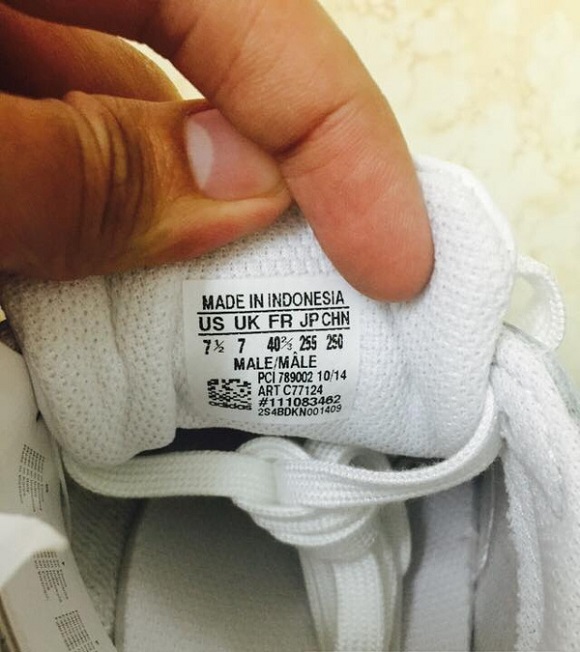 MADE IN INDONESIA
US UK FR JP CHN
7½ 7 40⅔ 255 250
MALE/MÂLE
PCI 789002 10/14
ART C77124
#111083462
2S4BDKN001409
adidas